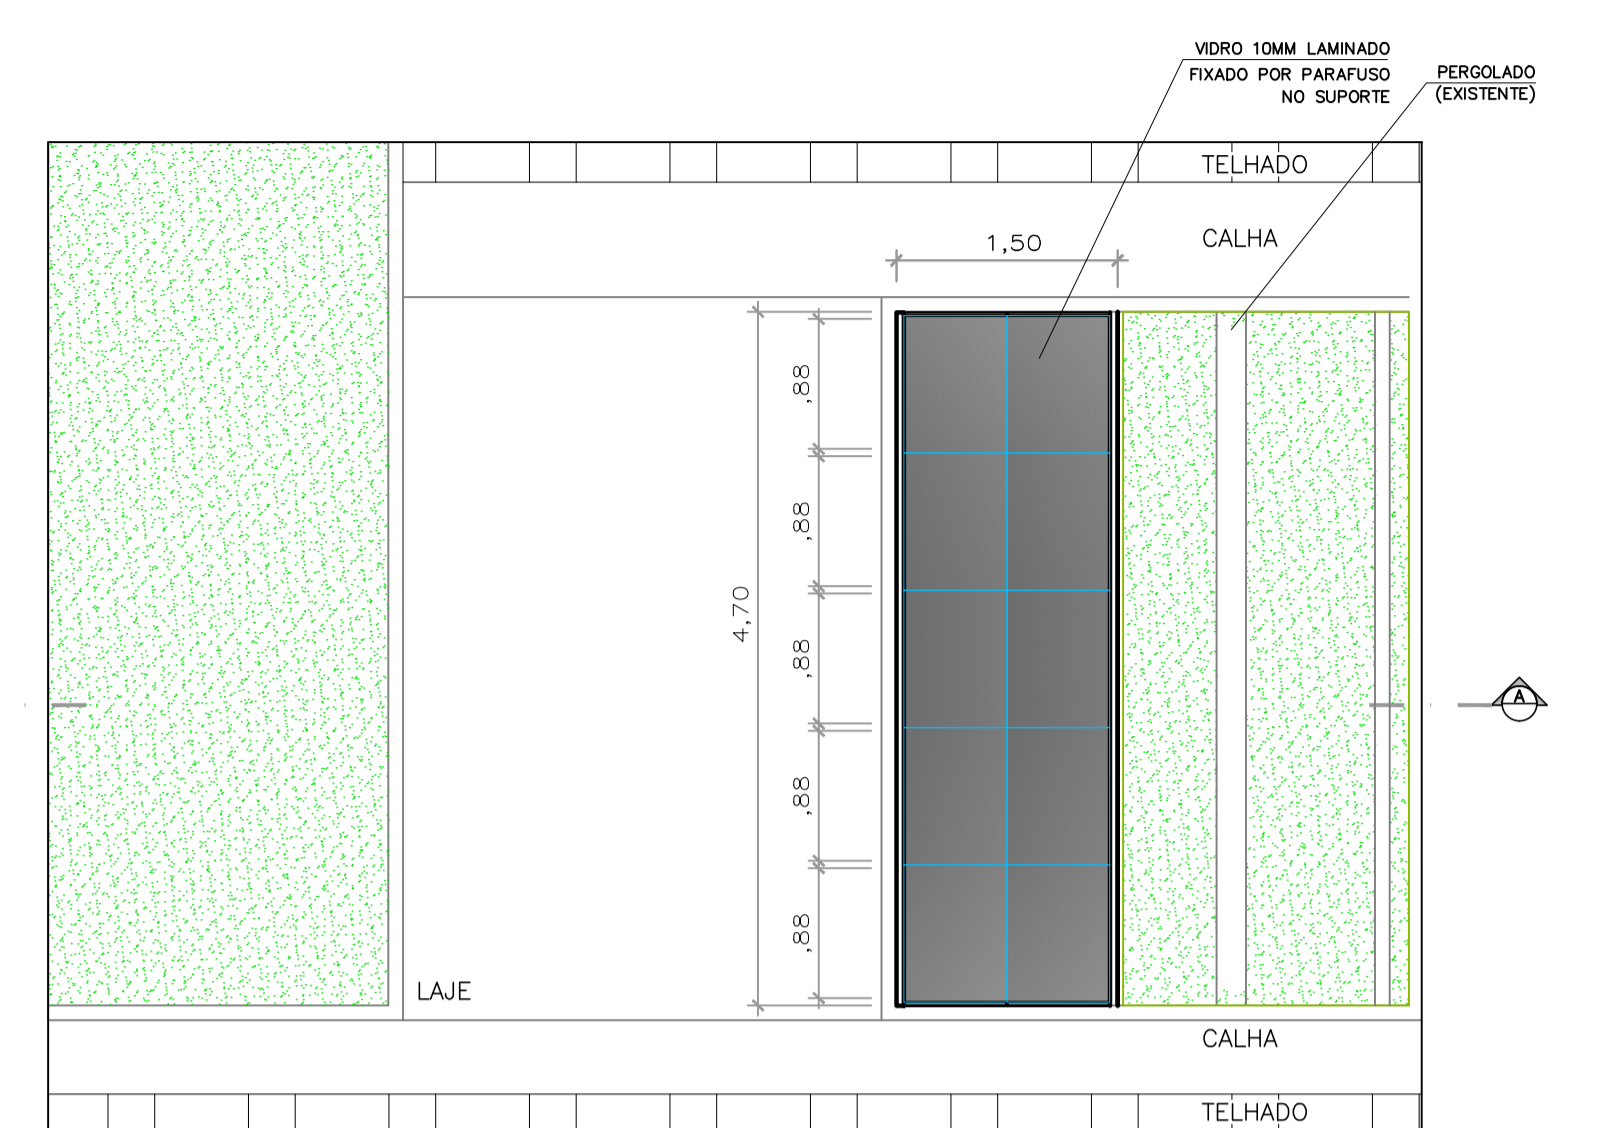 VIDRO 10MM LAMINADO
FIXADO POR PARAFUSO
NO SUPORTE
PERGOLADO
(EXISTENTE)
TELHADO
CALHA
1,50
,88
,88
4,70
,88
A
,88
,88
LAJE
CALHA
TELHADO